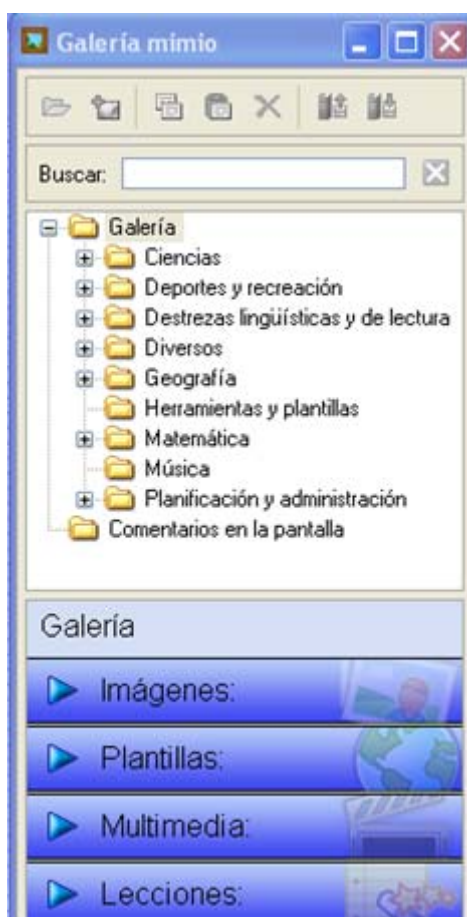 Galería mimio
Buscar:
Galería
Ciencias
Deportes y recreación
Destrezas lingüísticas y de lectura
Diversos
Geografía
Herramientas y plantillas
Matemática
Música
Planificación y administración
Comentarios en la pantalla
Galería
Imágenes:
Plantillas:
Multimedia:
Lecciones: